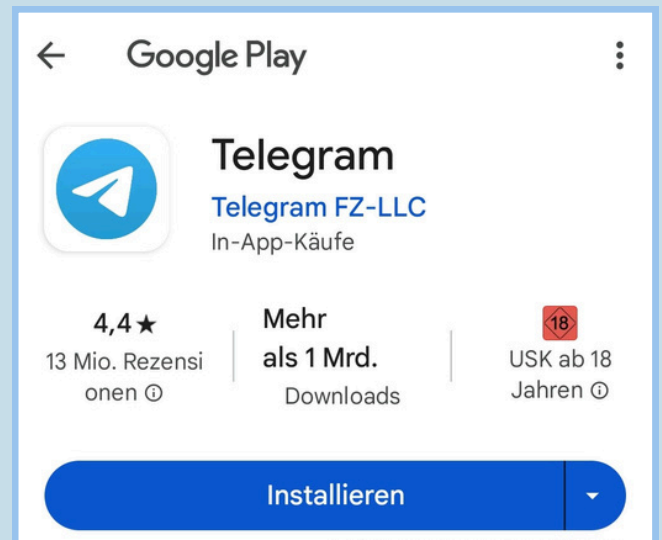 Google Play
Telegram
Telegram FZ-LLC
In-App-Käufe
4,4★
13 Mio. Rezensi
onen
Mehr
als 1 Mrd.
Downloads
18
USK ab 18
Jahren
Installieren